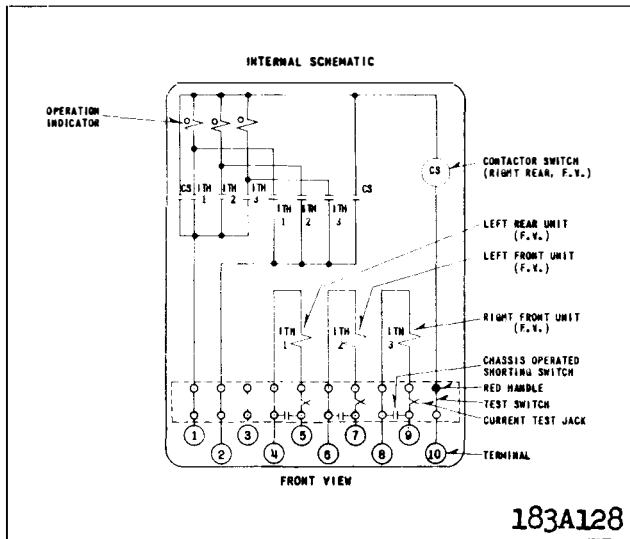 INTERNAL SCHEMATIC
OPERATION
INDICATOR
CS
CONTACTOR SWITCH
(RIGHT REAR, F.V.)
CS ITH ITH ITH CS
1 2 3
ITH ITH ITH
1 2 3
LEFT REAR UNIT
(F.V.)
LEFT FRONT UNIT
(F.V.)
ITH ITH ITH
1 2 3
RIGHT FRONT UNIT
(F.V.)
CHASSIS OPERATED
SHORTING SWITCH
RED HANDLE
TEST SWITCH
CURRENT TEST JACK
1 3 5 7 9
2 4 6 8 10
TERMINAL
FRONT VIEW
183A128